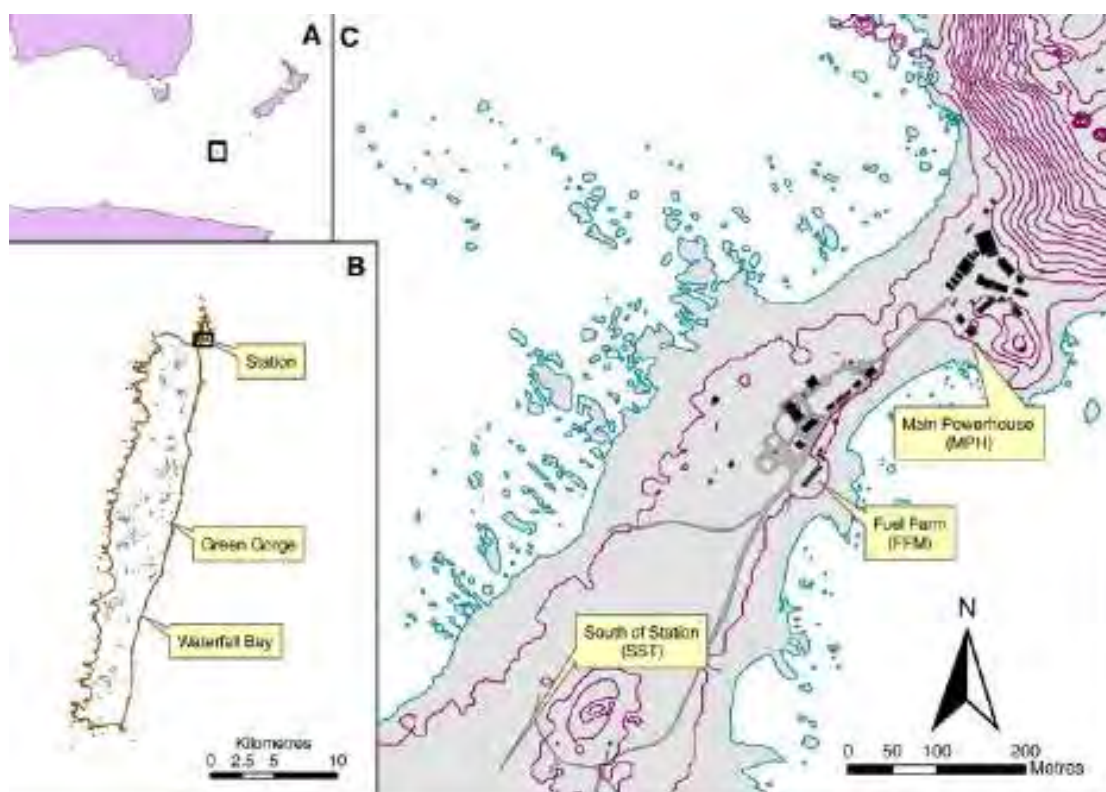 A
C
B
Station
Green Gorge
Waterfall Bay
Kilometres
0 2.5 5 10
Main Powerhouse
(MPH)
Fuel Farm
(FFM)
South of Station
(SST)
N
0 50 100 200
Metres